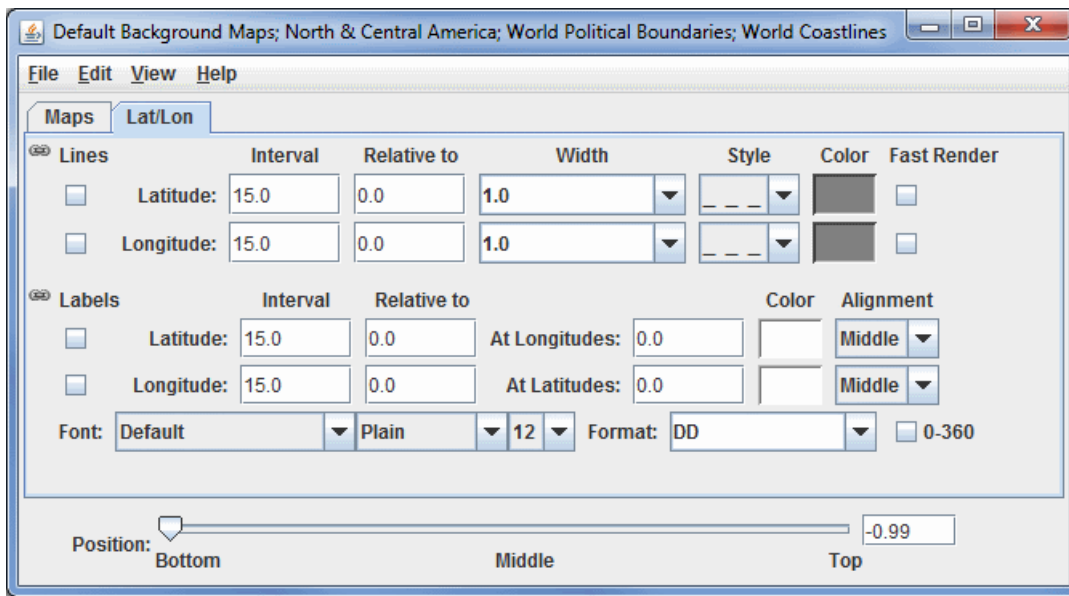 Default Background Maps; North & Central America; World Political Boundaries; World Coastlines
File Edit View Help
Maps Lat/Lon
Lines Interval Relative to Width Style Color Fast Render
Latitude: 15.0 0.0 1.0 _ _ _
Longitude: 15.0 0.0 1.0 _ _ _
Labels Interval Relative to Color Alignment
Latitude: 15.0 0.0 At Longitudes: 0.0 Middle
Longitude: 15.0 0.0 At Latitudes: 0.0 Middle
Font: Default Plain 12 Format: DD 0-360
Position: -0.99
Bottom Middle Top